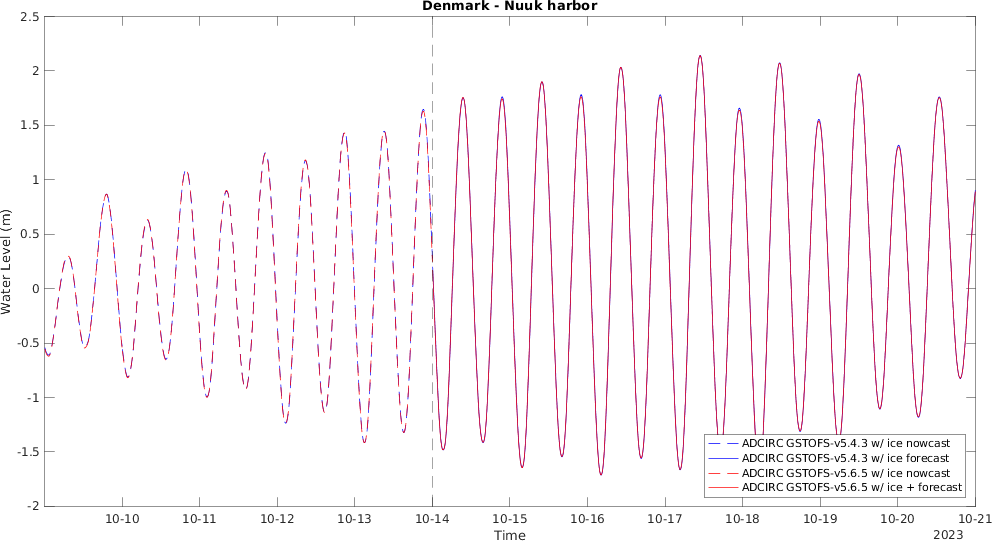 Denmark - Nuuk harbor
2.5
2
1.5
1
0.5
0
-0.5
-1
-1.5
-2
Water Level (m)
ADCIRC GSTOFS-v5.4.3 w/ ice nowcast
ADCIRC GSTOFS-v5.4.3 w/ ice forecast
ADCIRC GSTOFS-v5.6.5 w/ ice nowcast
ADCIRC GSTOFS-v5.6.5 w/ ice + forecast
10-10 10-11 10-12 10-13 10-14 10-15 10-16 10-17 10-18 10-19 10-20 10-21
Time
2023